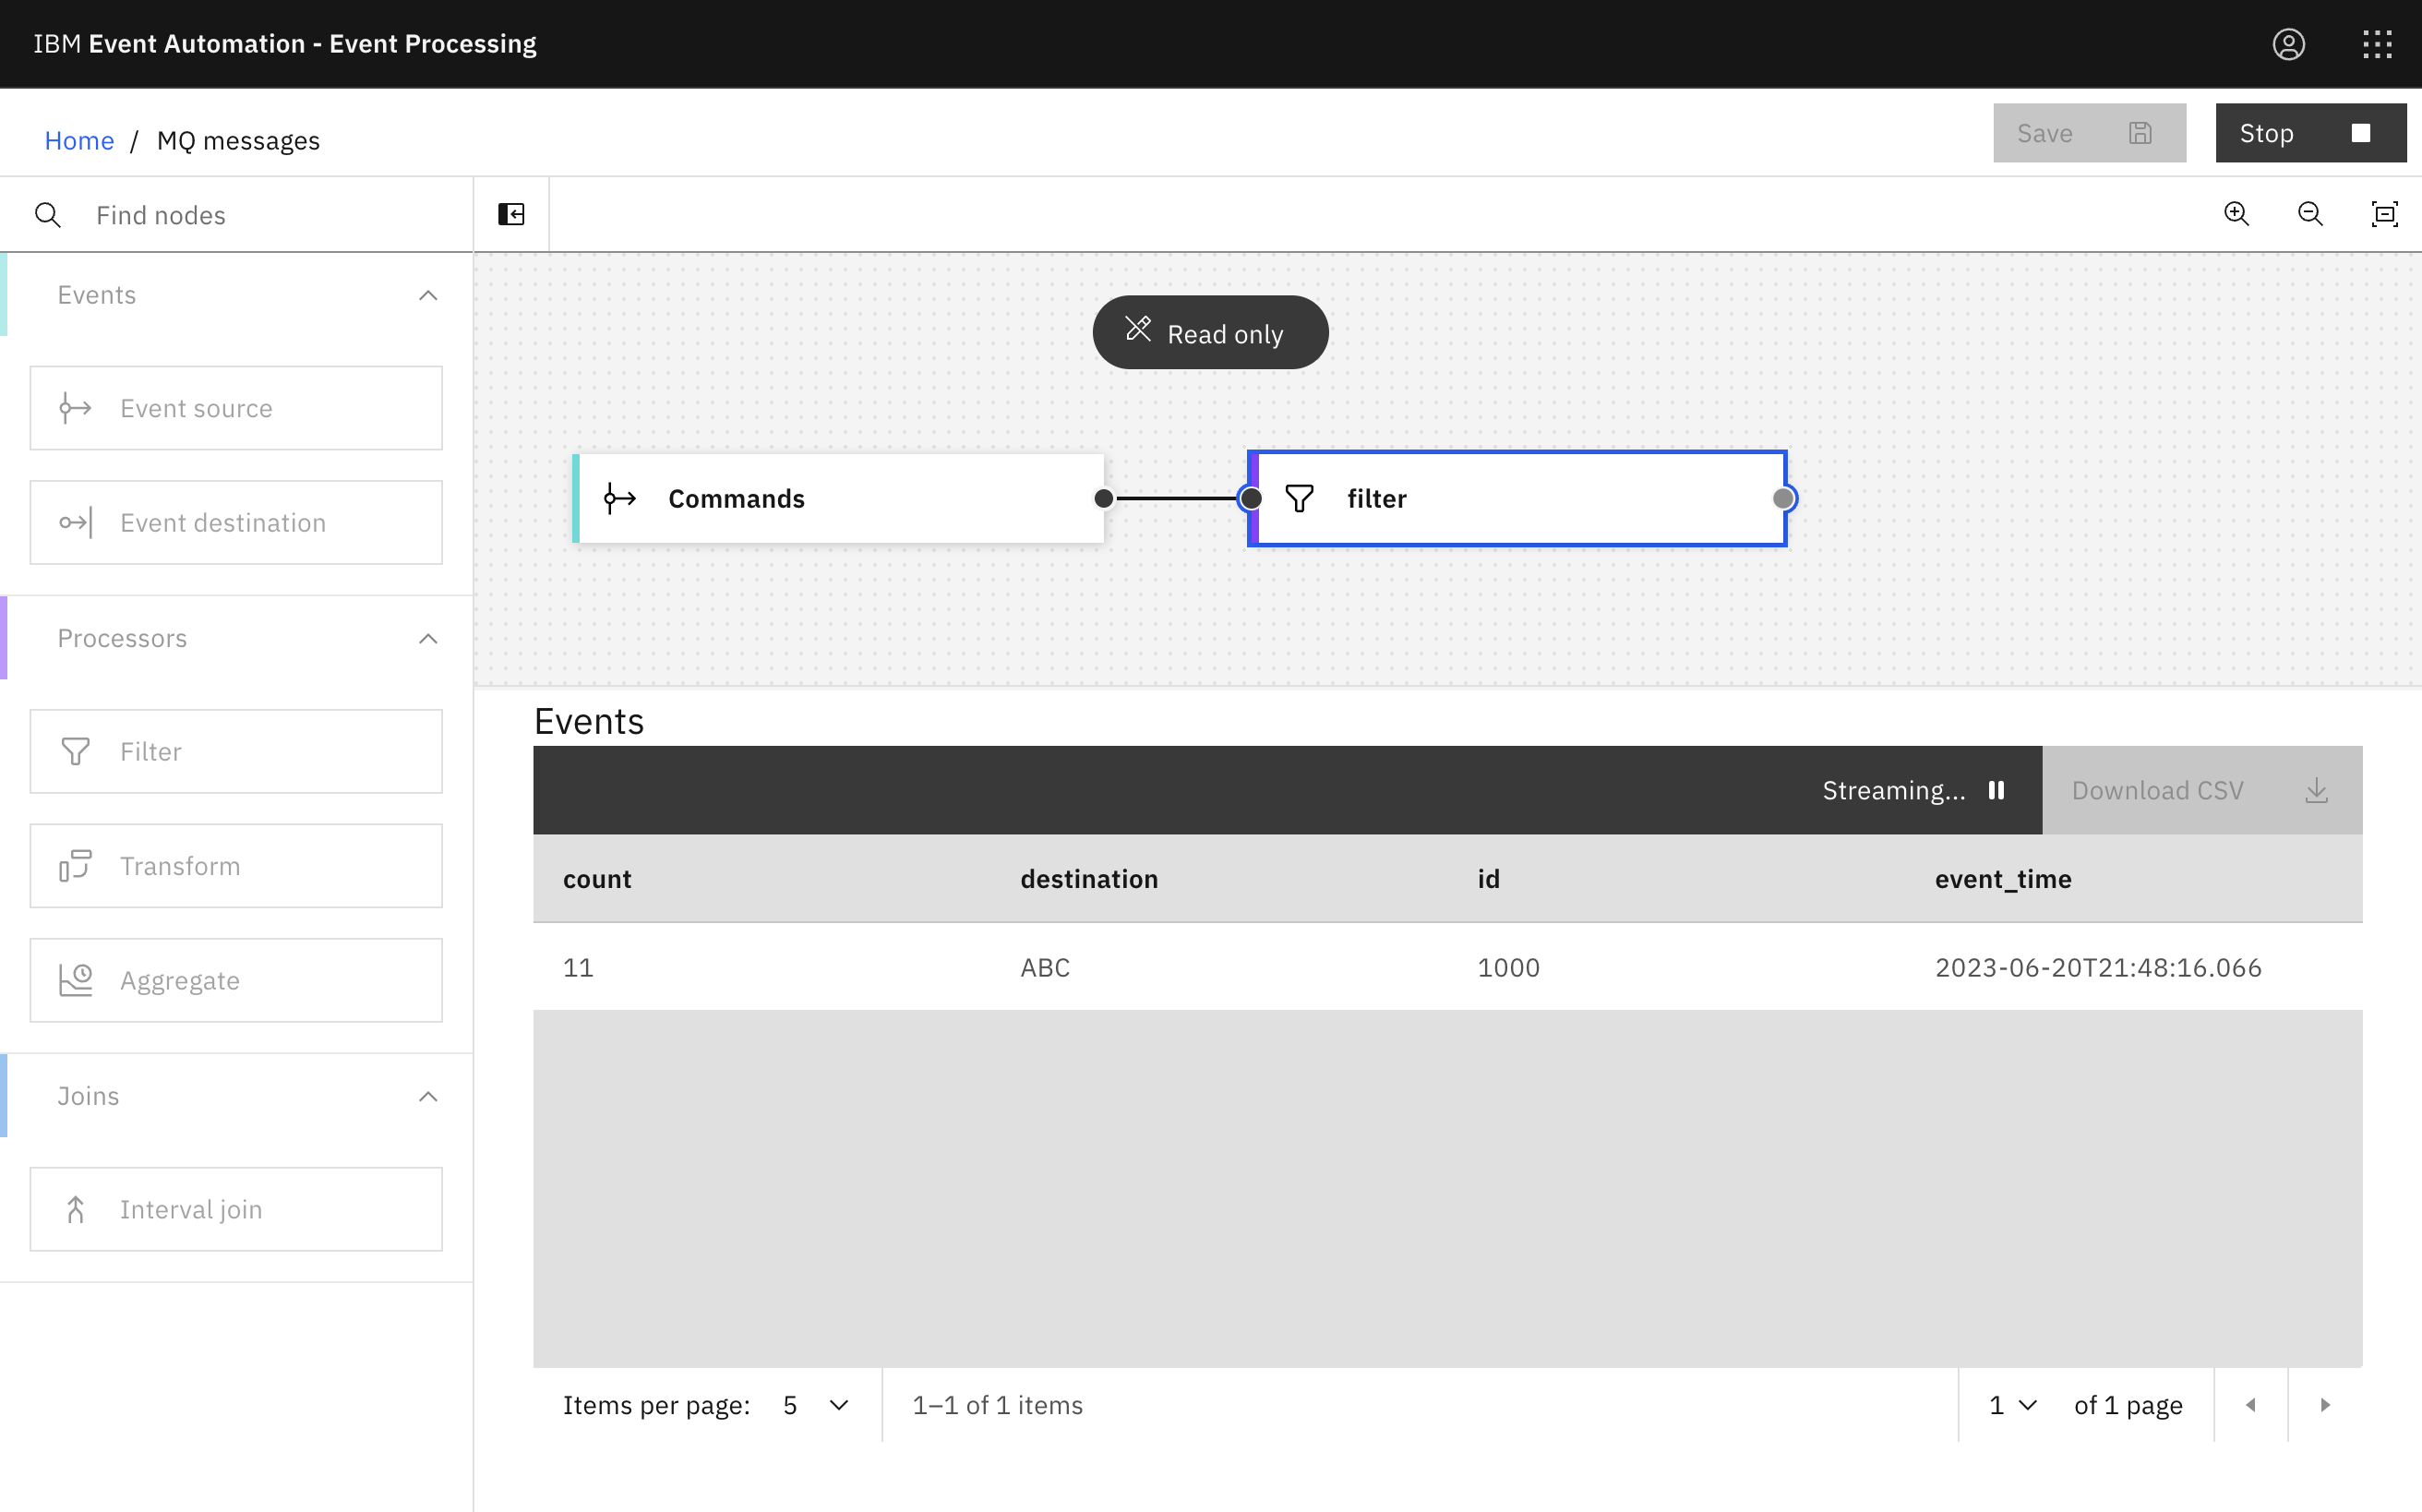 IBM Event Automation - Event Processing
Home / MQ messages
Save
Stop
Find nodes
Events
Event source
Event destination
Processors
Filter
Transform
Aggregate
Joins
Interval join
Read only
Commands
filter
Events
Streaming...
Download CSV
count destination id event_time
11 ABC 1000 2023-06-20T21:48:16.066
Items per page: 5 1–1 of 1 items 1 of 1 page